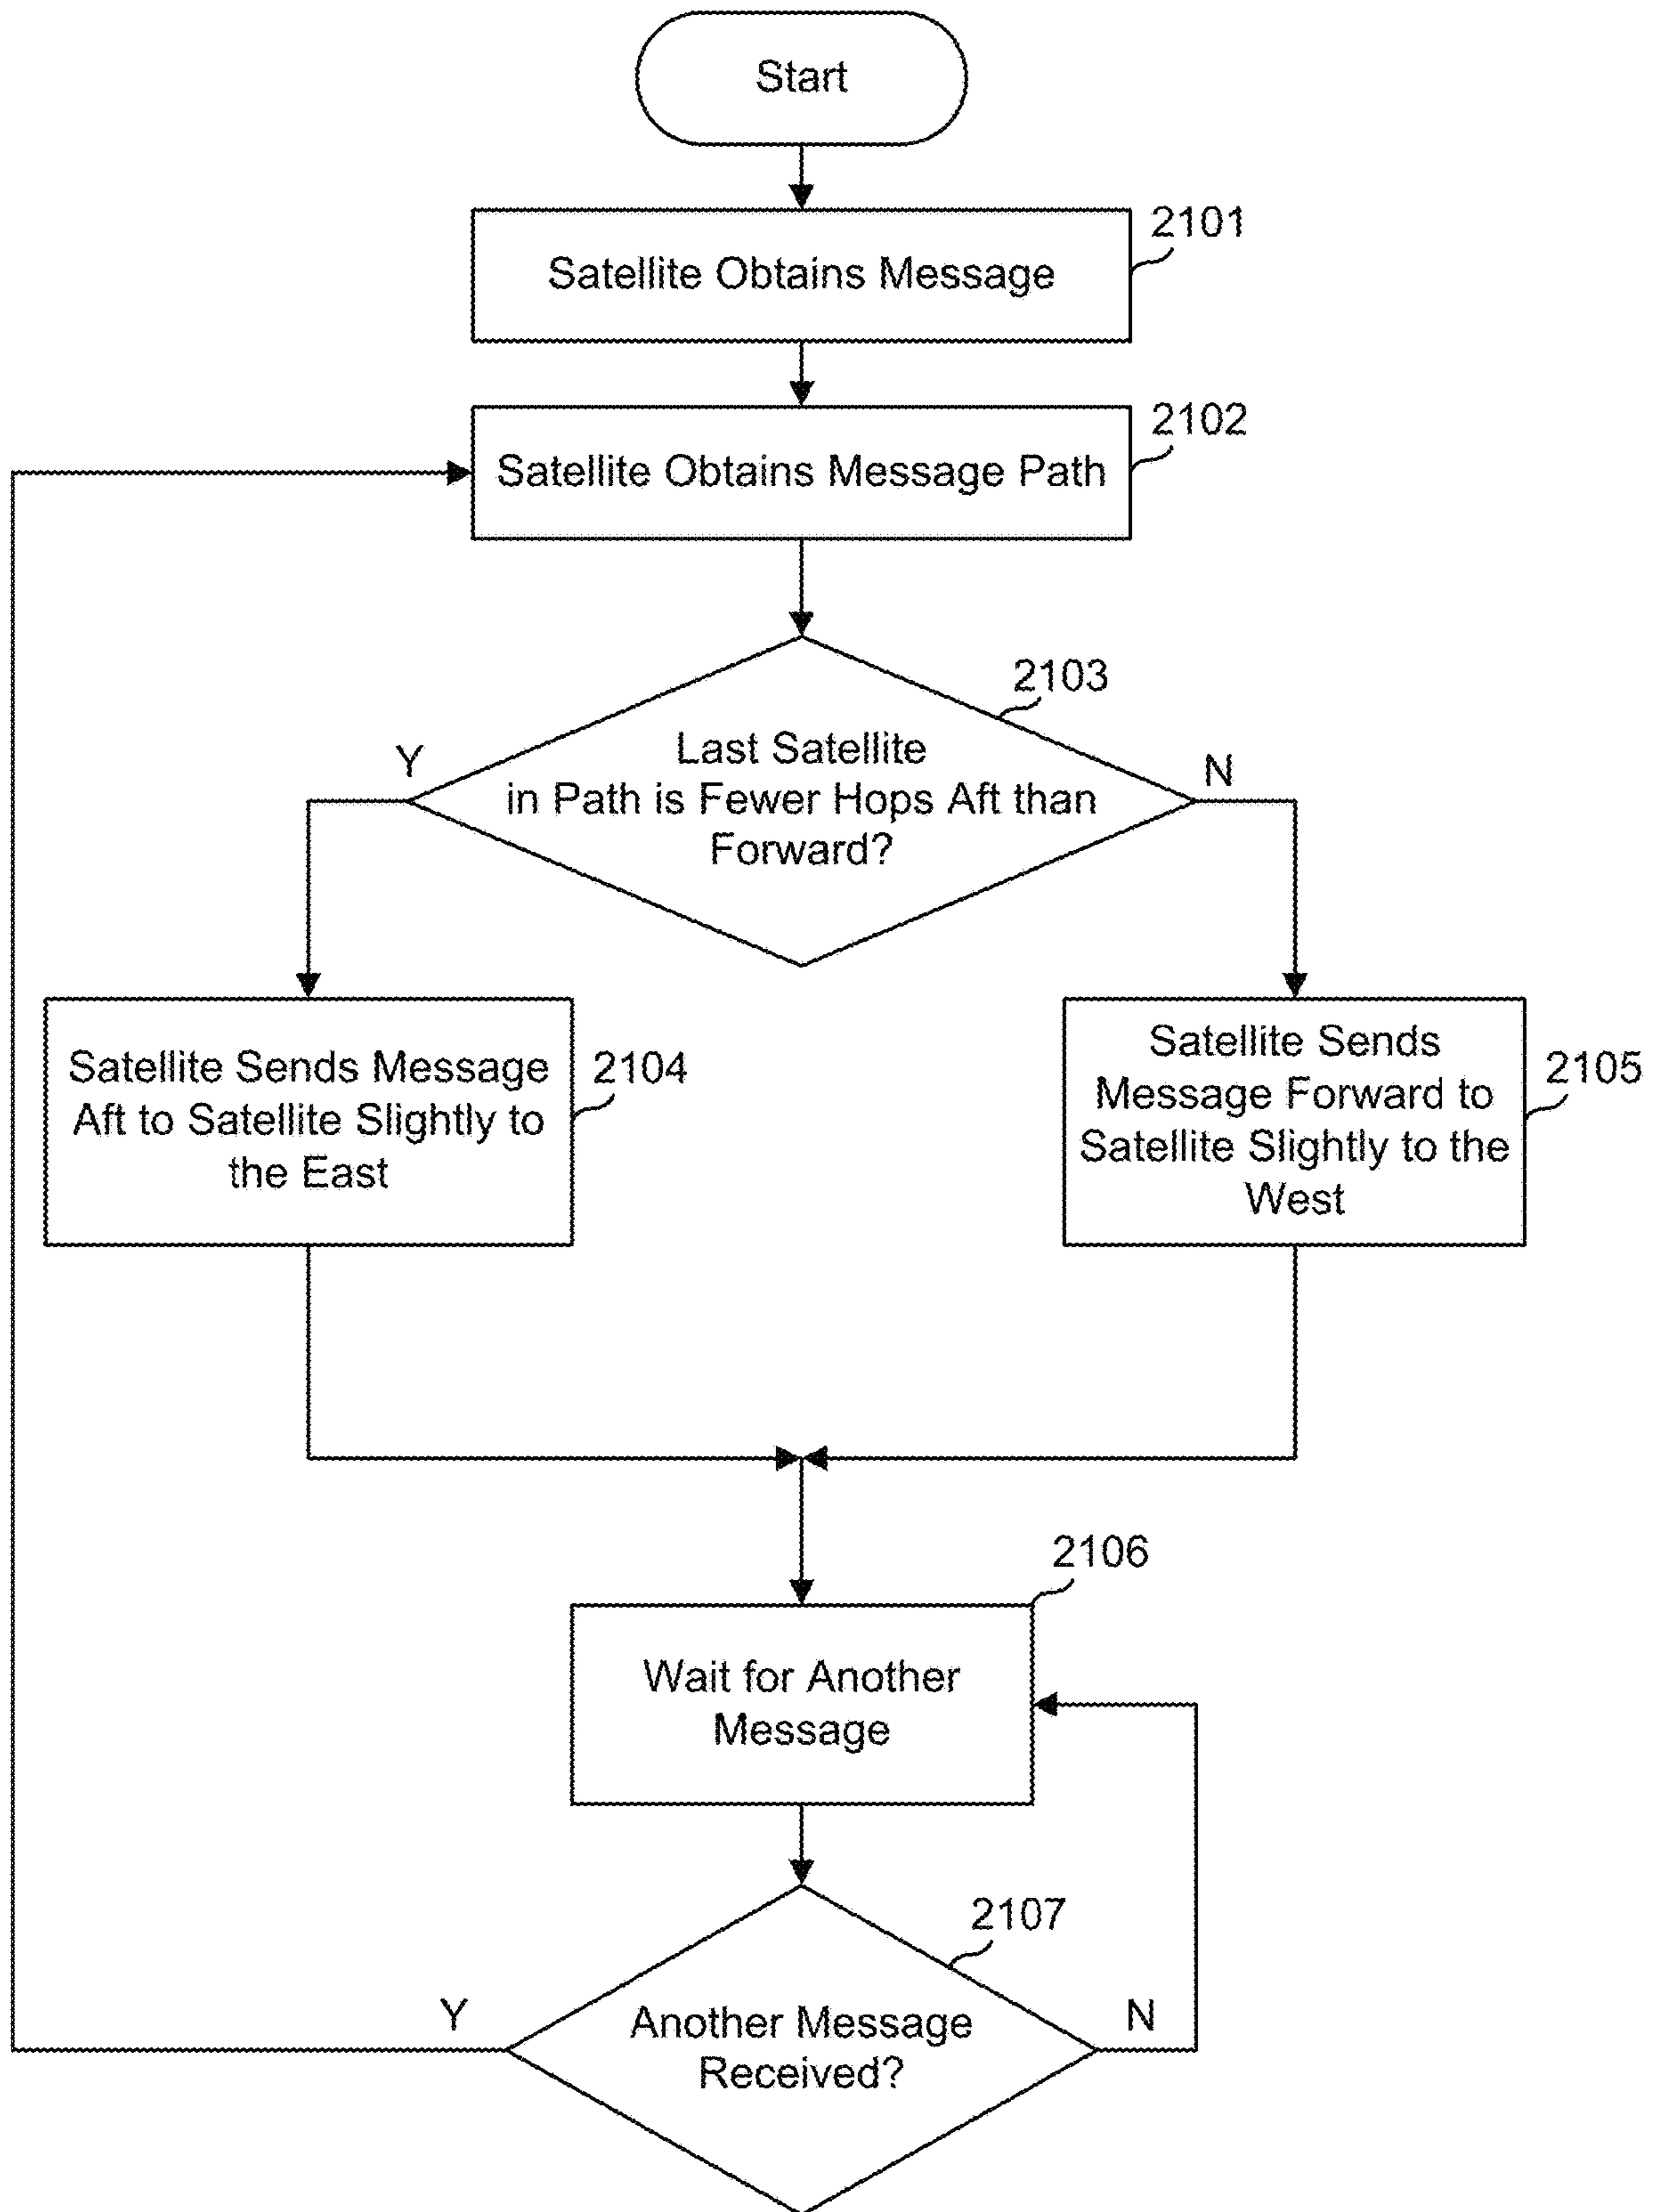 Start
2101
Satellite Obtains Message
2102
Satellite Obtains Message Path
2103
Last Satellite
in Path is Fewer Hops Aft than
Forward?
Y
N
Satellite Sends Message
Aft to Satellite Slightly to
the East
2104
Satellite Sends
Message Forward to
Satellite Slightly to the
West
2105
2106
Wait for Another
Message
2107
Another Message
Received?
Y
N